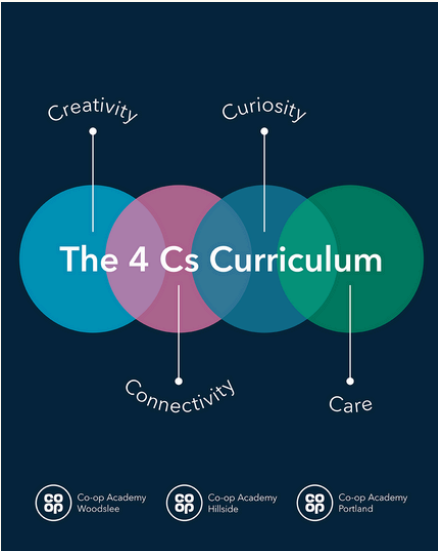 Creativity
Curiosity
The 4 Cs Curriculum
Connectivity
Care
CO
OP
Co-op Academy
Woodslee
CO
OP
Co-op Academy
Hillside
CO
OP
Co-op Academy
Portland